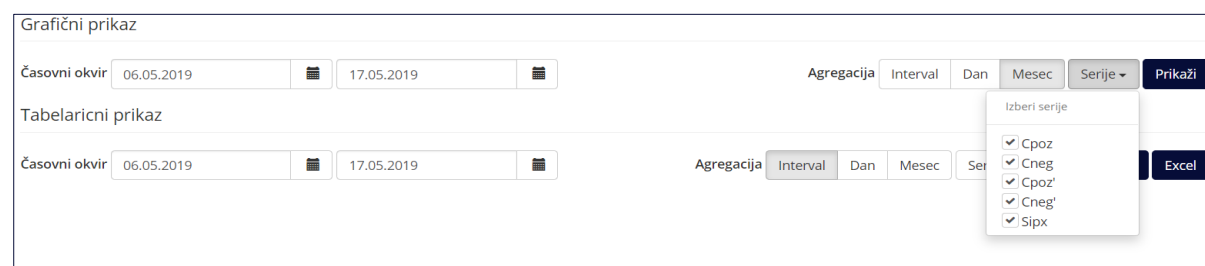 Grafični prikaz
Časovni okvir 06.05.2019 17.05.2019 Agregacija Interval Dan Mesec Serije Prikaži
Izberi serije
Tabelaricni prikaz
Cpoz
Časovni okvir 06.05.2019 17.05.2019 Agregacija Interval Dan Mesec Excel
Cneg
Cpoz'
Cneg'
Sipx